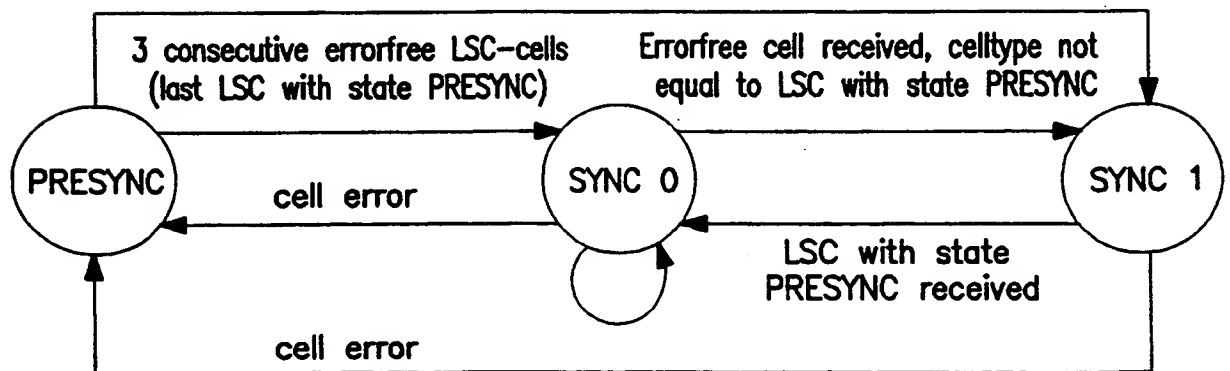 3 consecutive errorfree LSC-cells
(last LSC with state PRESYNC)
Errorfree cell received, celltype not
equal to LSC with state PRESYNC
PRESYNC
SYNC 0
SYNC 1
cell error
LSC with state
PRESYNC received
cell error